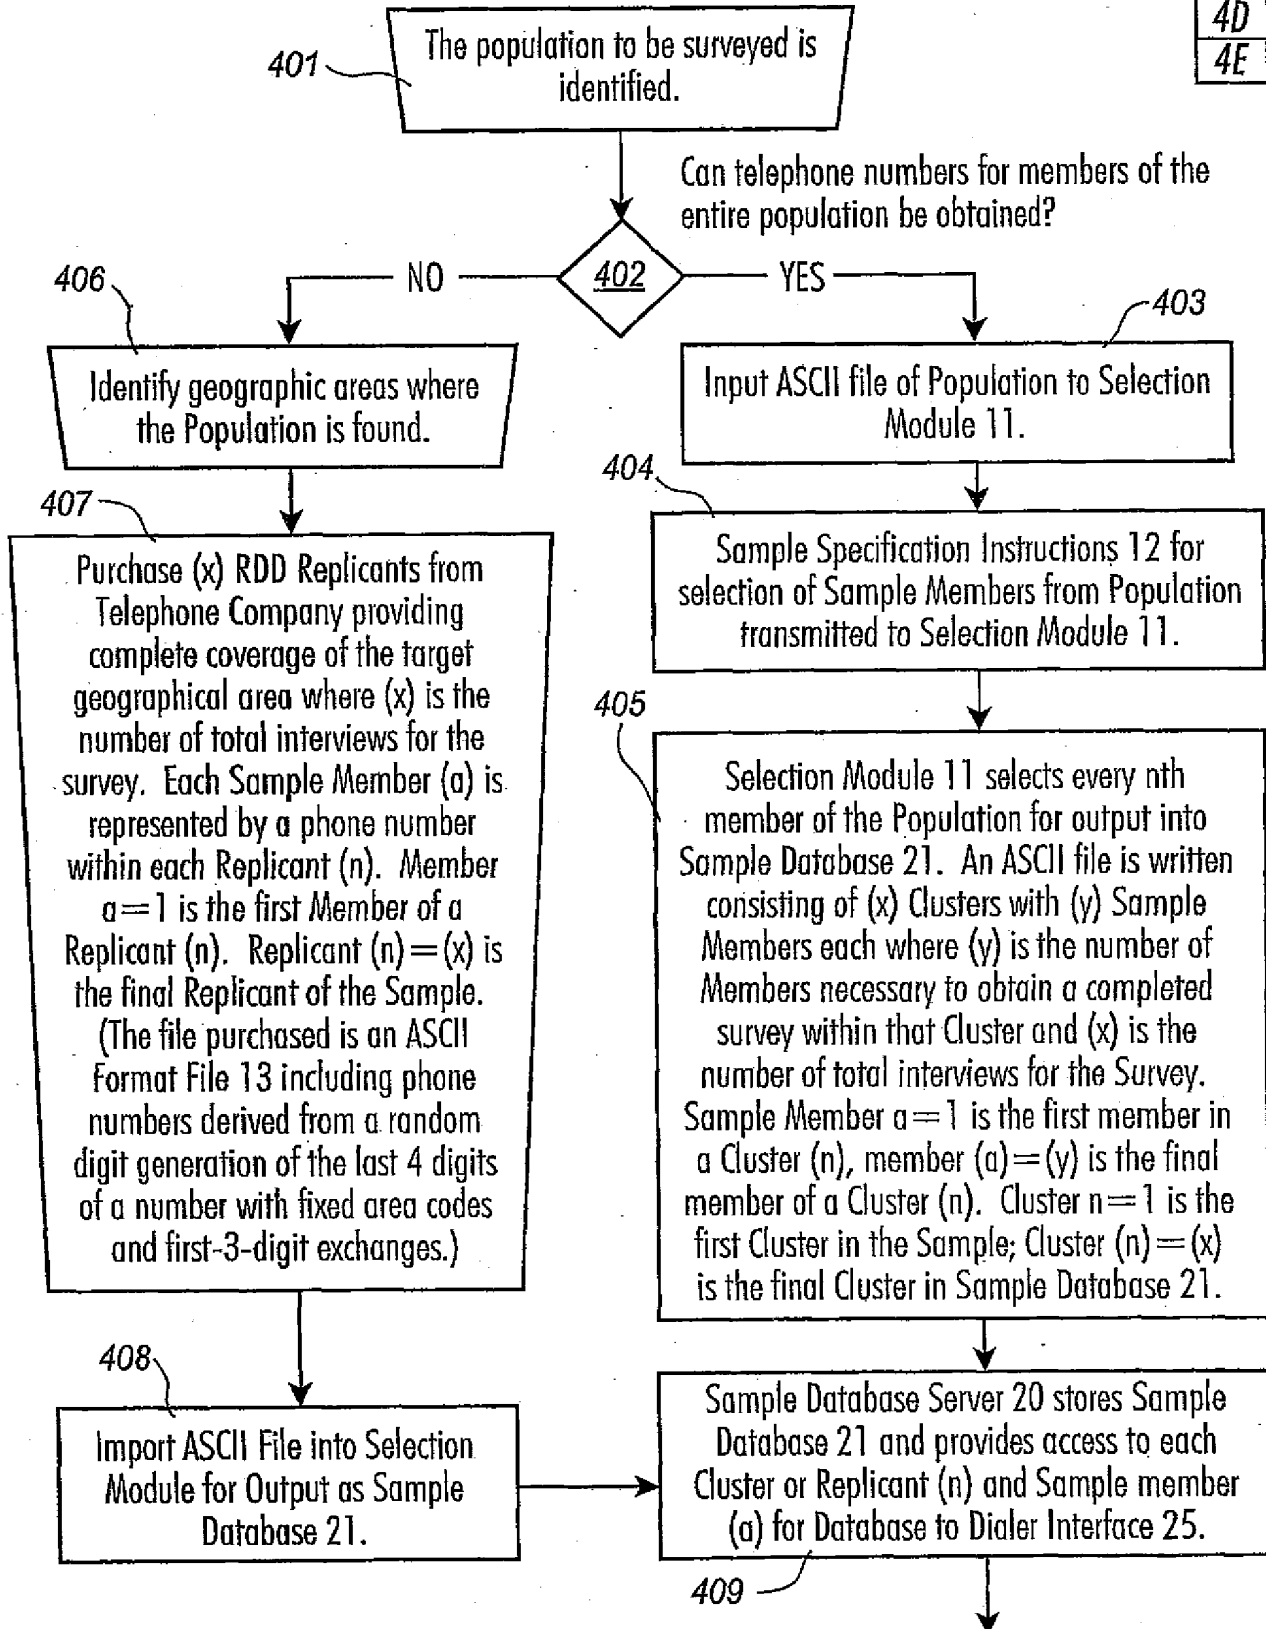 4D
4E
401
The population to be surveyed is
identified.
Can telephone numbers for members of the
entire population be obtained?
402
NO
YES
406
403
Identify geographic areas where
the Population is found.
Input ASCII file of Population to Selection
Module 11.
404
407
Sample Specification Instructions 12 for
selection of Sample Members from Population
transmitted to Selection Module 11.
Purchase (x) RDD Replicants from
Telephone Company providing
complete coverage of the target
geographical area where (x) is the
number of total interviews for the
survey. Each Sample Member (a) is
represented by a phone number
within each Replicant (n). Member
a=1 is the first Member of a
Replicant (n). Replicant (n)=(x) is
the final Replicant of the Sample.
(The file purchased is an ASCII
Format File 13 including phone
numbers derived from a random
digit generation of the last 4 digits
of a number with fixed area codes
and first-3-digit exchanges.)
405
Selection Module 11 selects every nth
member of the Population for output into
Sample Database 21. An ASCII file is written
consisting of (x) Clusters with (y) Sample
Members each where (y) is the number of
Members necessary to obtain a completed
survey within that Cluster and (x) is the
number of total interviews for the Survey.
Sample Member a=1 is the first member in
a Cluster (n), member (a)=(y) is the final
member of a Cluster (n). Cluster n=1 is the
first Cluster in the Sample; Cluster (n)=(x)
is the final Cluster in Sample Database 21.
408
Import ASCII File into Selection
Module for Output as Sample
Database 21.
Sample Database Server 20 stores Sample
Database 21 and provides access to each
Cluster or Replicant (n) and Sample member
(a) for Database to Dialer Interface 25.
409